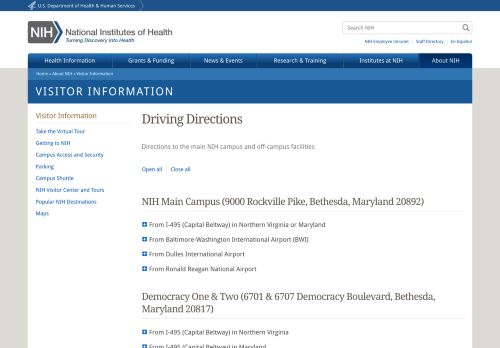 U.S. Department of Health & Human Services
NIH National Institutes of Health
Turning Discovery Into Health
Search NIH
NIH Employee Intranet | Staff Directory | En Español
Health Information
Grants & Funding
News & Events
Research & Training
Institutes at NIH
About NIH
Home » About NIH » Visitor Information
VISITOR INFORMATION
Visitor Information
Take the Virtual Tour
Getting to NIH
Campus Access and Security
Parking
Campus Shuttle
NIH Visitor Center and Tours
Popular NIH Destinations
Maps
Driving Directions
Directions to the main NIH campus and off-campus facilities
Open all | Close all
NIH Main Campus (9000 Rockville Pike, Bethesda, Maryland 20892)
From I-495 (Capital Beltway) in Northern Virginia or Maryland
From Baltimore-Washington International Airport (BWI)
From Dulles International Airport
From Ronald Reagan National Airport
Democracy One & Two (6701 & 6707 Democracy Boulevard, Bethesda,
Maryland 20817)
From I-495 (Capital Beltway) in Northern Virginia
From I-495 (Capital Beltway) in Maryland